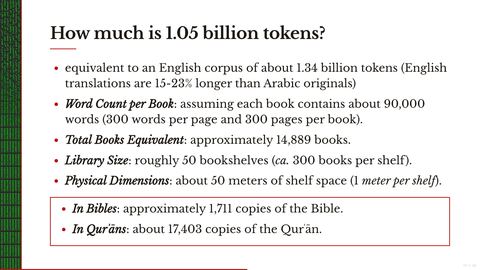 How much is 1.05 billion tokens?
• equivalent to an English corpus of about 1.34 billion tokens (English
translations are 15-23% longer than Arabic originals)
• Word Count per Book: assuming each book contains about 90,000
words (300 words per page and 300 pages per book).
• Total Books Equivalent: approximately 14,889 books.
• Library Size: roughly 50 bookshelves (ca. 300 books per shelf).
• Physical Dimensions: about 50 meters of shelf space (1 meter per shelf).
• In Bibles: approximately 1,711 copies of the Bible.
• In Qurʾāns: about 17,403 copies of the Qurʾān.